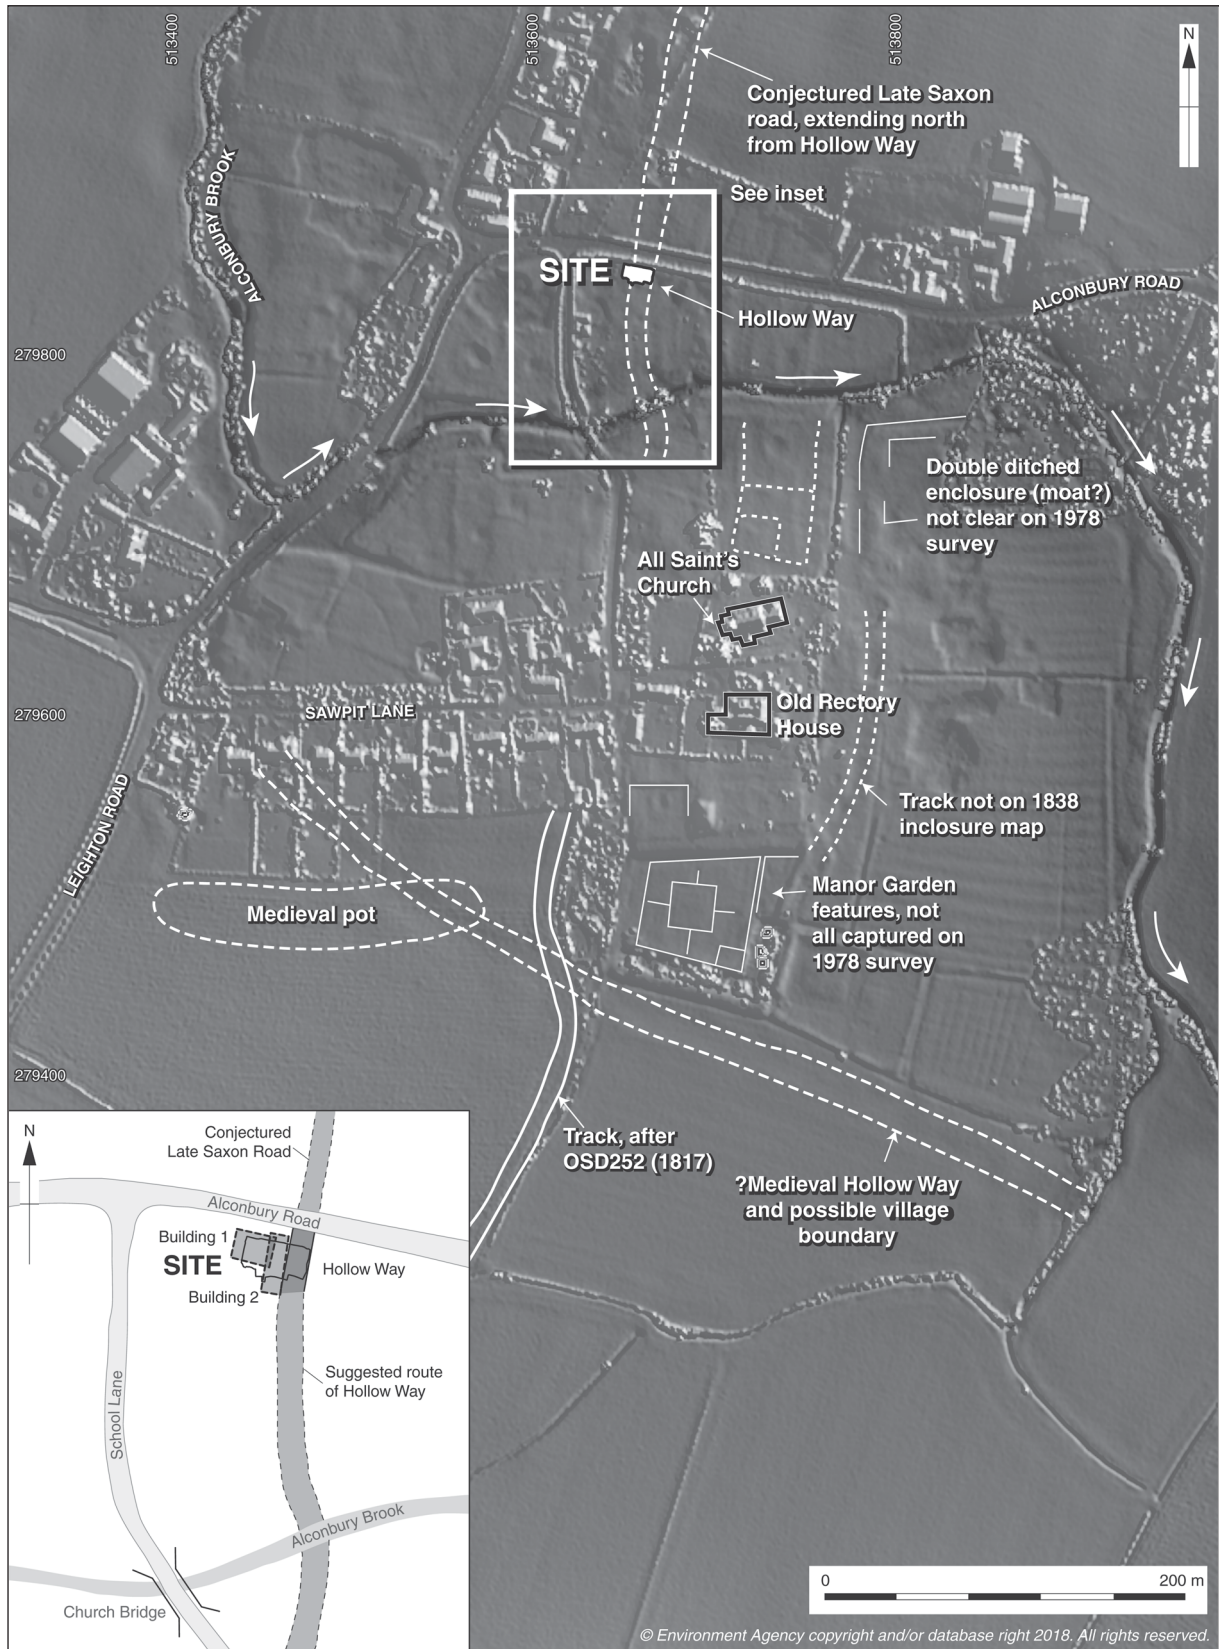 513400
513600
513800
N
Conjectured Late Saxon
road, extending north
from Hollow Way
See inset
ALCONBURY BROOK
SITE
Hollow Way
ALCONBURY ROAD
279800
Double ditched
enclosure (moat?)
not clear on 1978
survey
All Saint's
Church
Old Rectory
House
279600
SAWPIT LANE
LEIGHTON ROAD
Track not on 1838
inclosure map
Medieval pot
Manor Garden
features, not
all captured on
1978 survey
279400
Track, after
OSD252 (1817)
?Medieval Hollow Way
and possible village
boundary
N
Conjectured
Late Saxon Road
Alconbury Road
Building 1
SITE
Hollow Way
Building 2
Suggested route
of Hollow Way
School Lane
Alconbury Brook
Church Bridge
0
200 m
© Environment Agency copyright and/or database right 2018. All rights reserved.